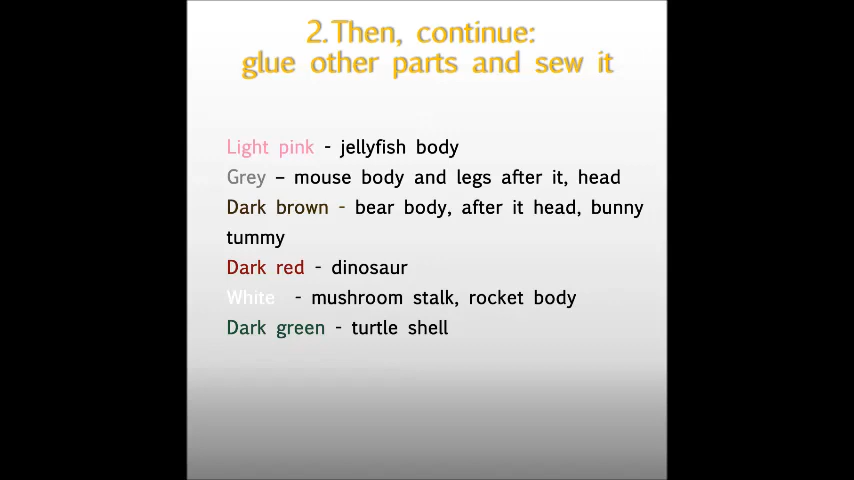 2.Then, continue:
glue other parts and sew it
Light pink - jellyfish body
Grey – mouse body and legs after it, head
Dark brown - bear body, after it head, bunny
tummy
Dark red - dinosaur
White - mushroom stalk, rocket body
Dark green - turtle shell